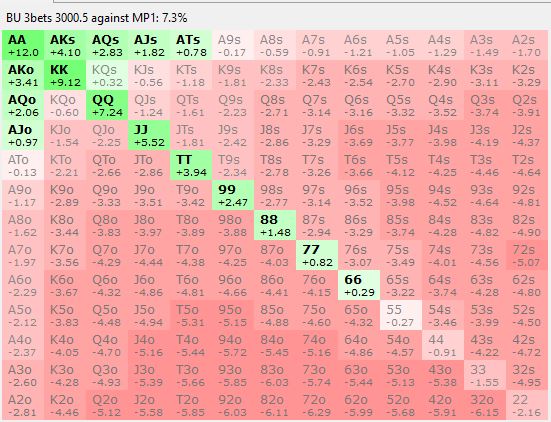 BU 3bets 3000.5 against MP1: 7.3%
AA AKs AQs AJs ATs A9s A8s A7s A6s A5s A4s A3s A2s
+12.0 +4.10 +2.83 +1.82 +0.78 -0.17 -0.59 -0.91 -1.21 -1.05 -1.29 -1.49 -1.70
AKo KK KQs KJs KTs K9s K8s K7s K6s K5s K4s K3s K2s
+3.41 +9.12 +0.32 -0.56 -1.18 -1.81 -2.33 -2.43 -2.54 -2.70 -2.90 -3.11 -3.29
AQo KQo QQ QJs QTs Q9s Q8s Q7s Q6s Q5s Q4s Q3s Q2s
+2.06 -0.60 +7.24 -1.24 -1.61 -2.23 -2.71 -3.14 -3.16 -3.32 -3.52 -3.74 -3.91
AJo KJo QJo JJ JTs J9s J8s J7s J6s J5s J4s J3s J2s
+0.97 -1.54 -2.25 +5.52 -1.81 -2.42 -2.86 -3.29 -3.69 -3.77 -3.98 -4.19 -4.37
ATo KTo QTo JTo TT T9s T8s T7s T6s T5s T4s T3s T2s
-0.13 -2.21 -2.66 -2.86 +3.94 -2.34 -2.78 -3.26 -3.66 -4.12 -4.25 -4.46 -4.64
A9o K9o Q9o J9o T9o 99 98s 97s 96s 95s 94s 93s 92s
-1.17 -2.89 -3.33 -3.51 -3.42 +2.47 -2.77 -3.14 -3.52 -3.98 -4.52 -4.64 -4.81
A8o K8o Q8o J8o T8o 98o 88 87s 86s 85s 84s 83s 82s
-1.62 -3.44 -3.83 -3.97 -3.89 -3.88 +1.48 -2.94 -3.29 -3.74 -4.28 -4.82 -4.90
A7o K7o Q7o J7o T7o 97o 87o 77 76s 75s 74s 73s 72s
-1.97 -3.56 -4.29 -4.44 -4.38 -4.25 -4.03 +0.82 -3.07 -3.49 -4.01 -4.56 -5.07
A6o K6o Q6o J6o T6o 96o 86o 76o 66 65s 64s 63s 62s
-2.29 -3.67 -4.32 -4.86 -4.81 -4.66 -4.41 -4.15 +0.29 -3.22 -3.74 -4.28 -4.80
A5o K5o Q5o J5o T5o 95o 85o 75o 65o 55 54s 53s 52s
-2.12 -3.83 -4.48 -4.94 -5.31 -5.15 -4.88 -4.60 -4.32 -0.27 -3.46 -3.99 -4.50
A4o K4o Q4o J4o T4o 94o 84o 74o 64o 54o 44 43s 42s
-2.37 -4.05 -4.70 -5.16 -5.44 -5.72 -5.45 -5.16 -4.86 -4.57 -0.91 -4.22 -4.72
A3o K3o Q3o J3o T3o 93o 83o 73o 63o 53o 43o 33 32s
-2.60 -4.28 -4.93 -5.39 -5.66 -5.85 -6.03 -5.74 -5.44 -5.13 -5.38 -1.55 -4.95
A2o K2o Q2o J2o T2o 92o 82o 72o 62o 52o 42o 32o 22
-2.81 -4.46 -5.12 -5.58 -5.85 -6.03 -6.11 -6.29 -5.99 -5.68 -5.91 -6.15 -2.16